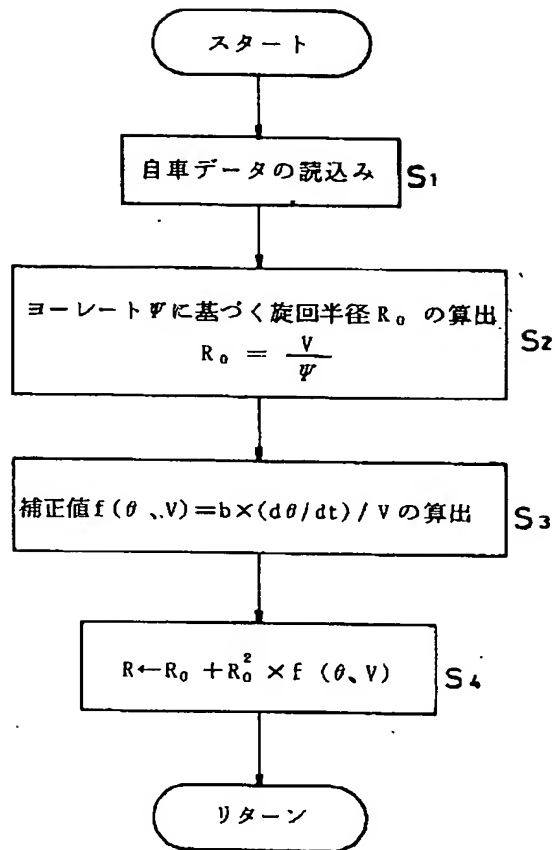 スタート
自車データの読込み
S1
ヨーレートΨに基づく旋回半径R₀の算出
R₀ = V/Ψ
S2
補正値f(θ、V)=b×(dθ/dt)/Vの算出
S3
R←R₀+R₀²×f(θ、V)
S4
リターン